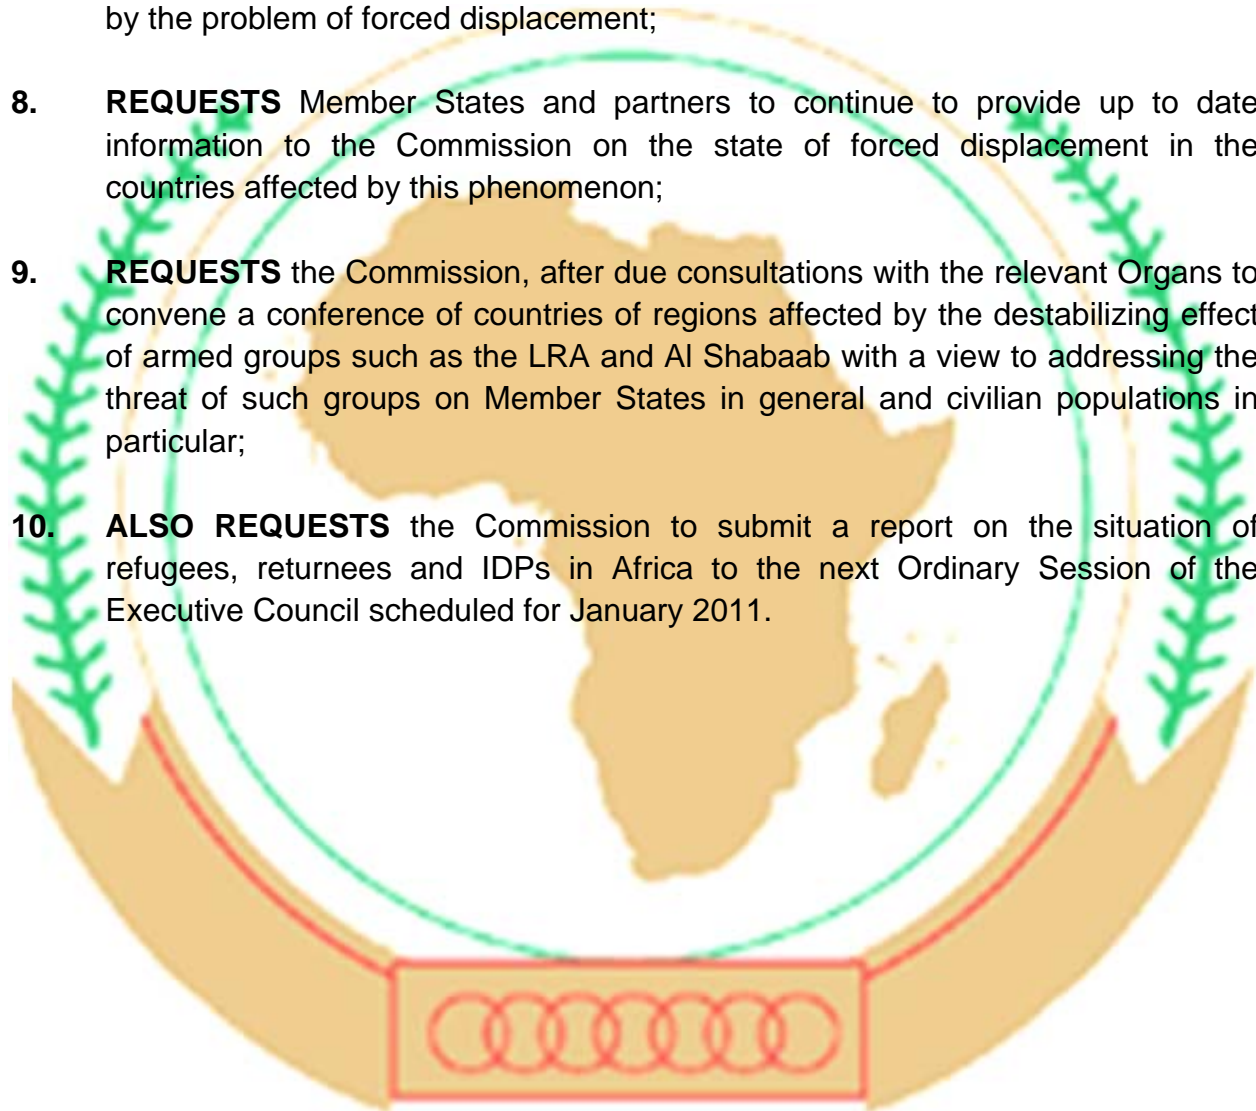 by the problem of forced displacement;
8. REQUESTS Member States and partners to continue to provide up to date
information to the Commission on the state of forced displacement in the
countries affected by this phenomenon;
9. REQUESTS the Commission, after due consultations with the relevant Organs to
convene a conference of countries of regions affected by the destabilizing effect
of armed groups such as the LRA and Al Shabaab with a view to addressing the
threat of such groups on Member States in general and civilian populations in
particular;
10. ALSO REQUESTS the Commission to submit a report on the situation of
refugees, returnees and IDPs in Africa to the next Ordinary Session of the
Executive Council scheduled for January 2011.